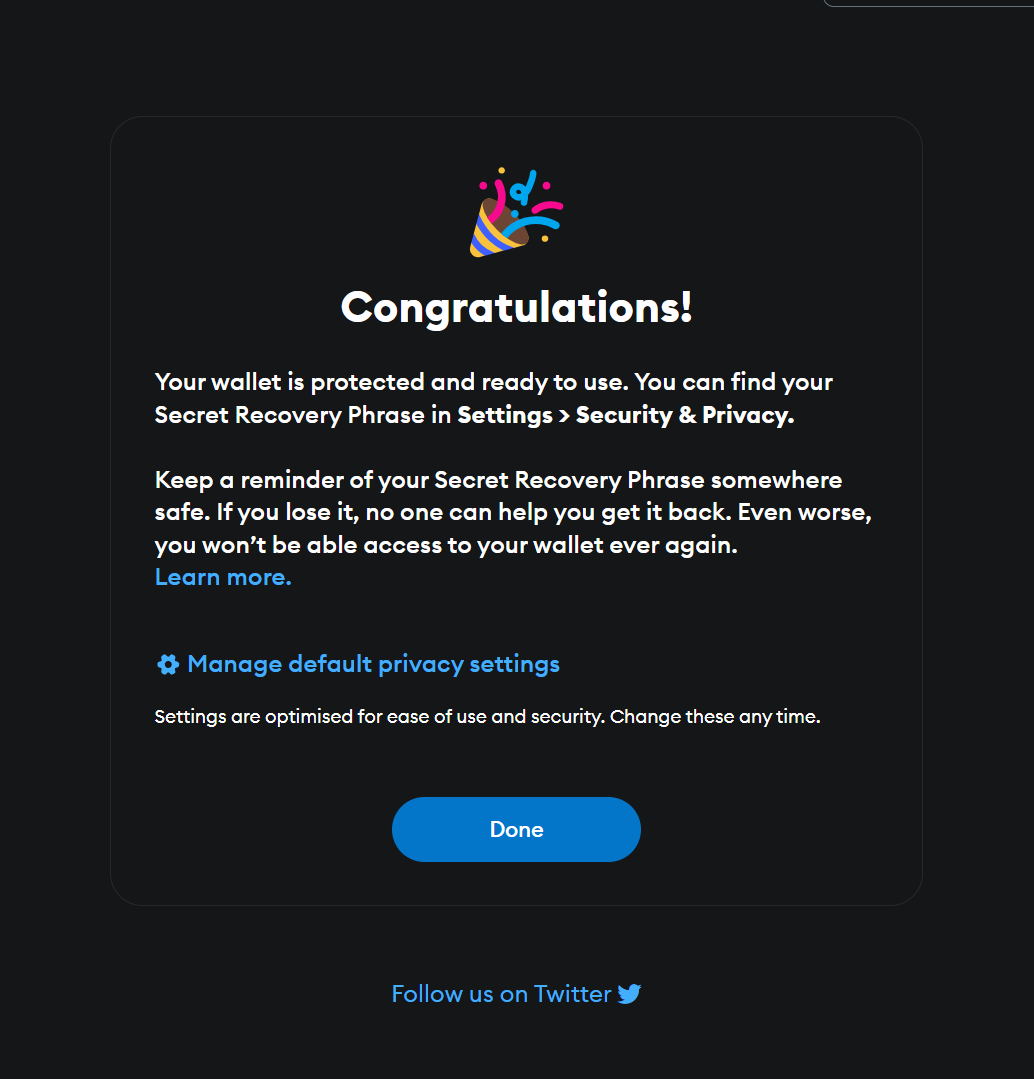 Congratulations!
Your wallet is protected and ready to use. You can find your
Secret Recovery Phrase in Settings > Security & Privacy.
Keep a reminder of your Secret Recovery Phrase somewhere
safe. If you lose it, no one can help you get it back. Even worse,
you won’t be able access to your wallet ever again.
Learn more.
Manage default privacy settings
Settings are optimised for ease of use and security. Change these any time.
Done
Follow us on Twitter